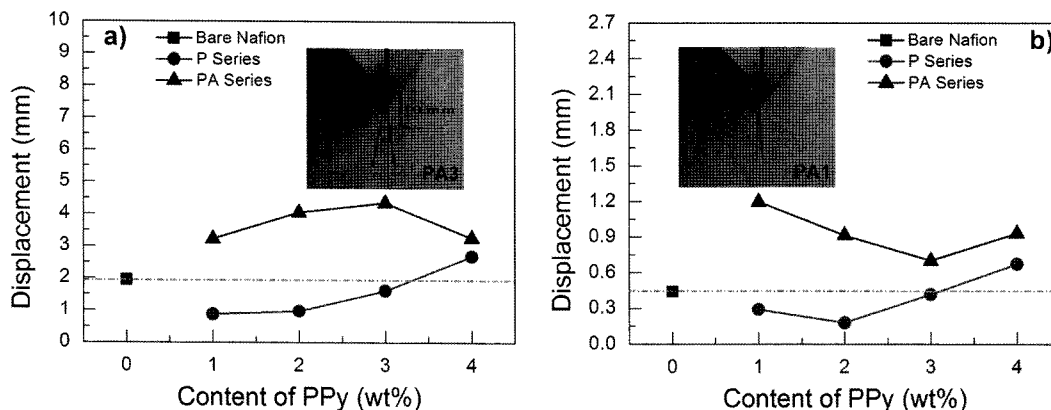 a)
Bare Nafion
P Series
PA Series
PA3
Displacement (mm)
10
9
8
7
6
5
4
3
2
1
0
0 1 2 3 4
Content of PPy (wt%)
b)
Bare Nafion
P Series
PA Series
PA1
Displacement (mm)
2.7
2.4
2.1
1.8
1.5
1.2
0.9
0.6
0.3
0.0
0 1 2 3 4
Content of PPy (wt%)